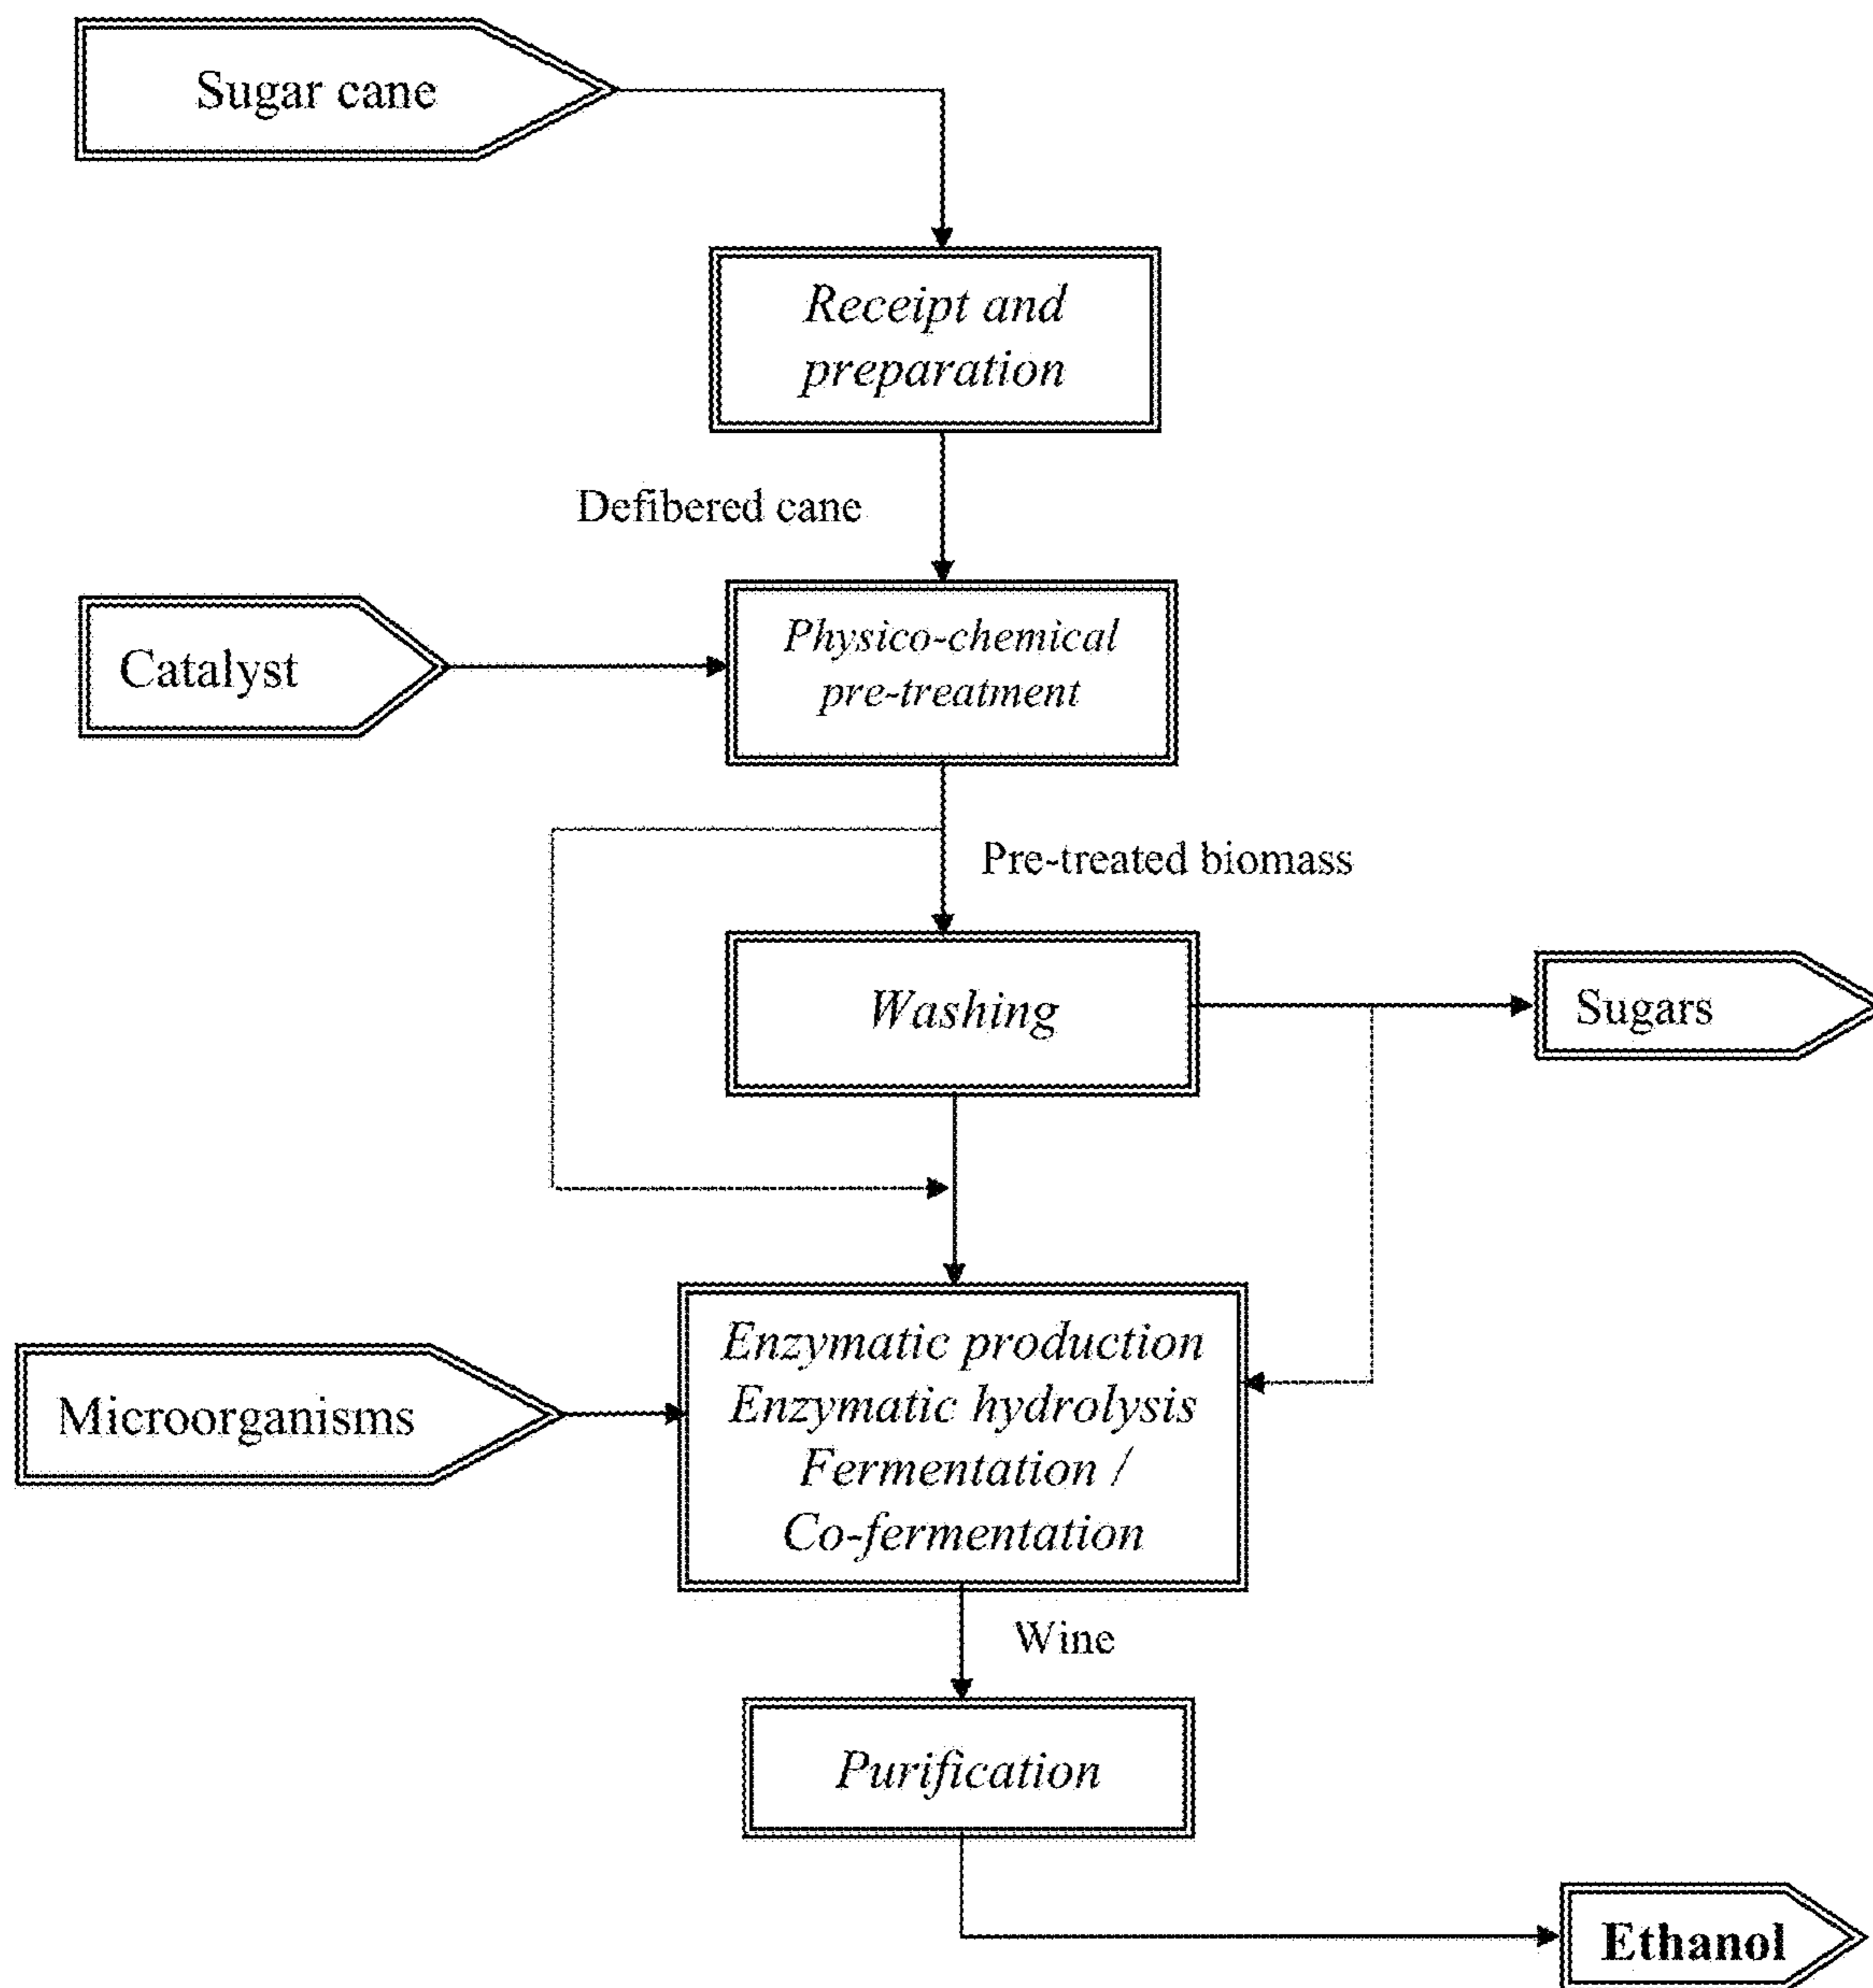 Sugar cane
Receipt and
preparation
Defibered cane
Catalyst
Physico-chemical
pre-treatment
Pre-treated biomass
Washing
Sugars
Microorganisms
Enzymatic production
Enzymatic hydrolysis
Fermentation /
Co-fermentation
Wine
Purification
Ethanol